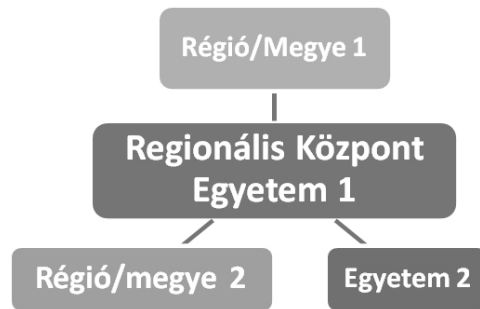 Régió/Megye 1
Regionális Központ
Egyetem 1
Régió/megye 2
Egyetem 2